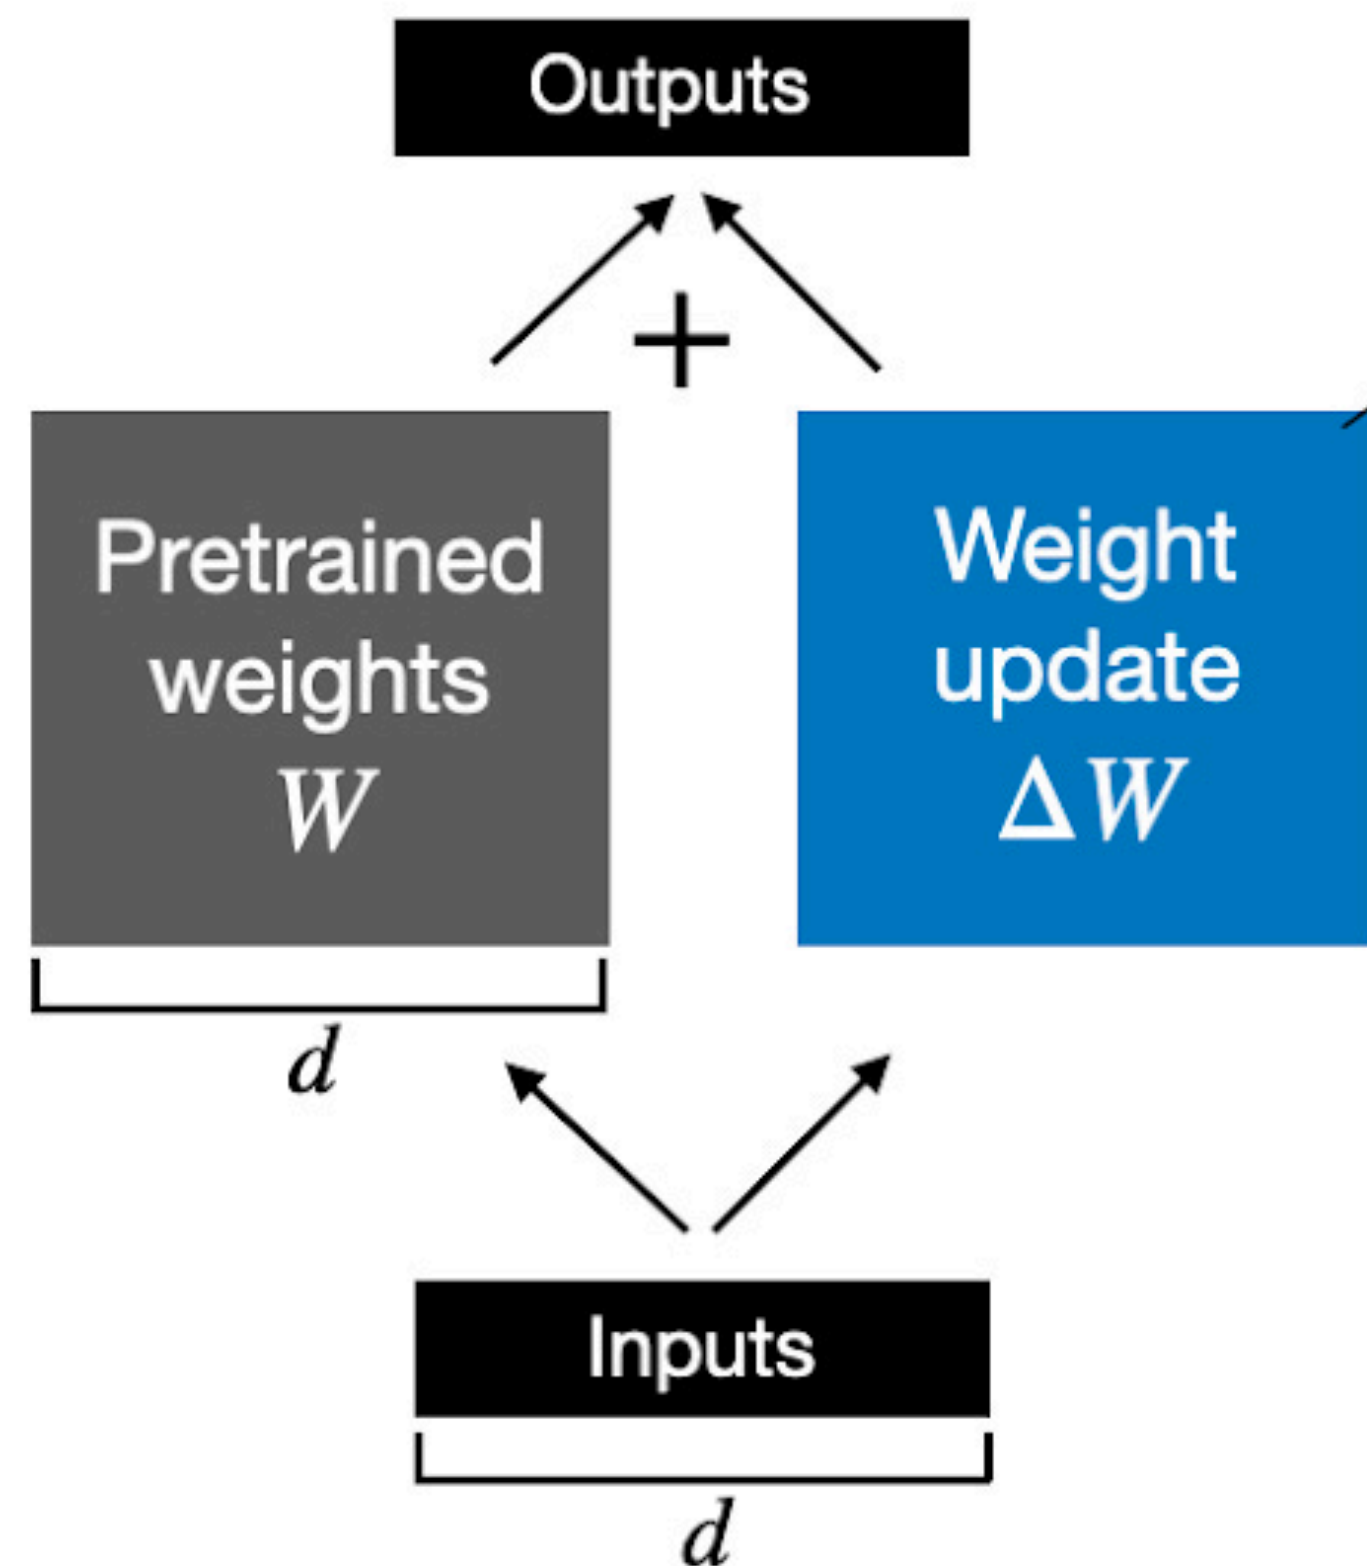 Outputs
+
Pretrained
weights
W
Weight
update
ΔW
d
Inputs
d